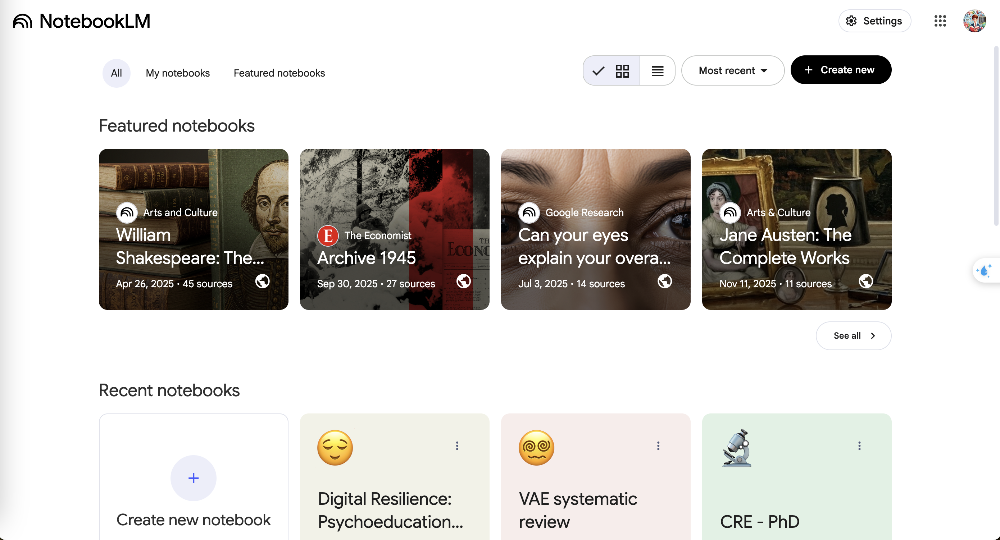 NotebookLM
Settings
All
My notebooks
Featured notebooks
Most recent
Create new
Featured notebooks
Arts and Culture
William
Shakespeare: The...
Apr 26, 2025 • 45 sources
The Economist
Archive 1945
Sep 30, 2025 • 27 sources
Google Research
Can your eyes
explain your overa...
Jul 3, 2025 • 14 sources
Arts & Culture
Jane Austen: The
Complete Works
Nov 11, 2025 • 11 sources
See all
Recent notebooks
Create new notebook
Digital Resilience:
Psychoeducation...
VAE systematic
review
CRE - PhD